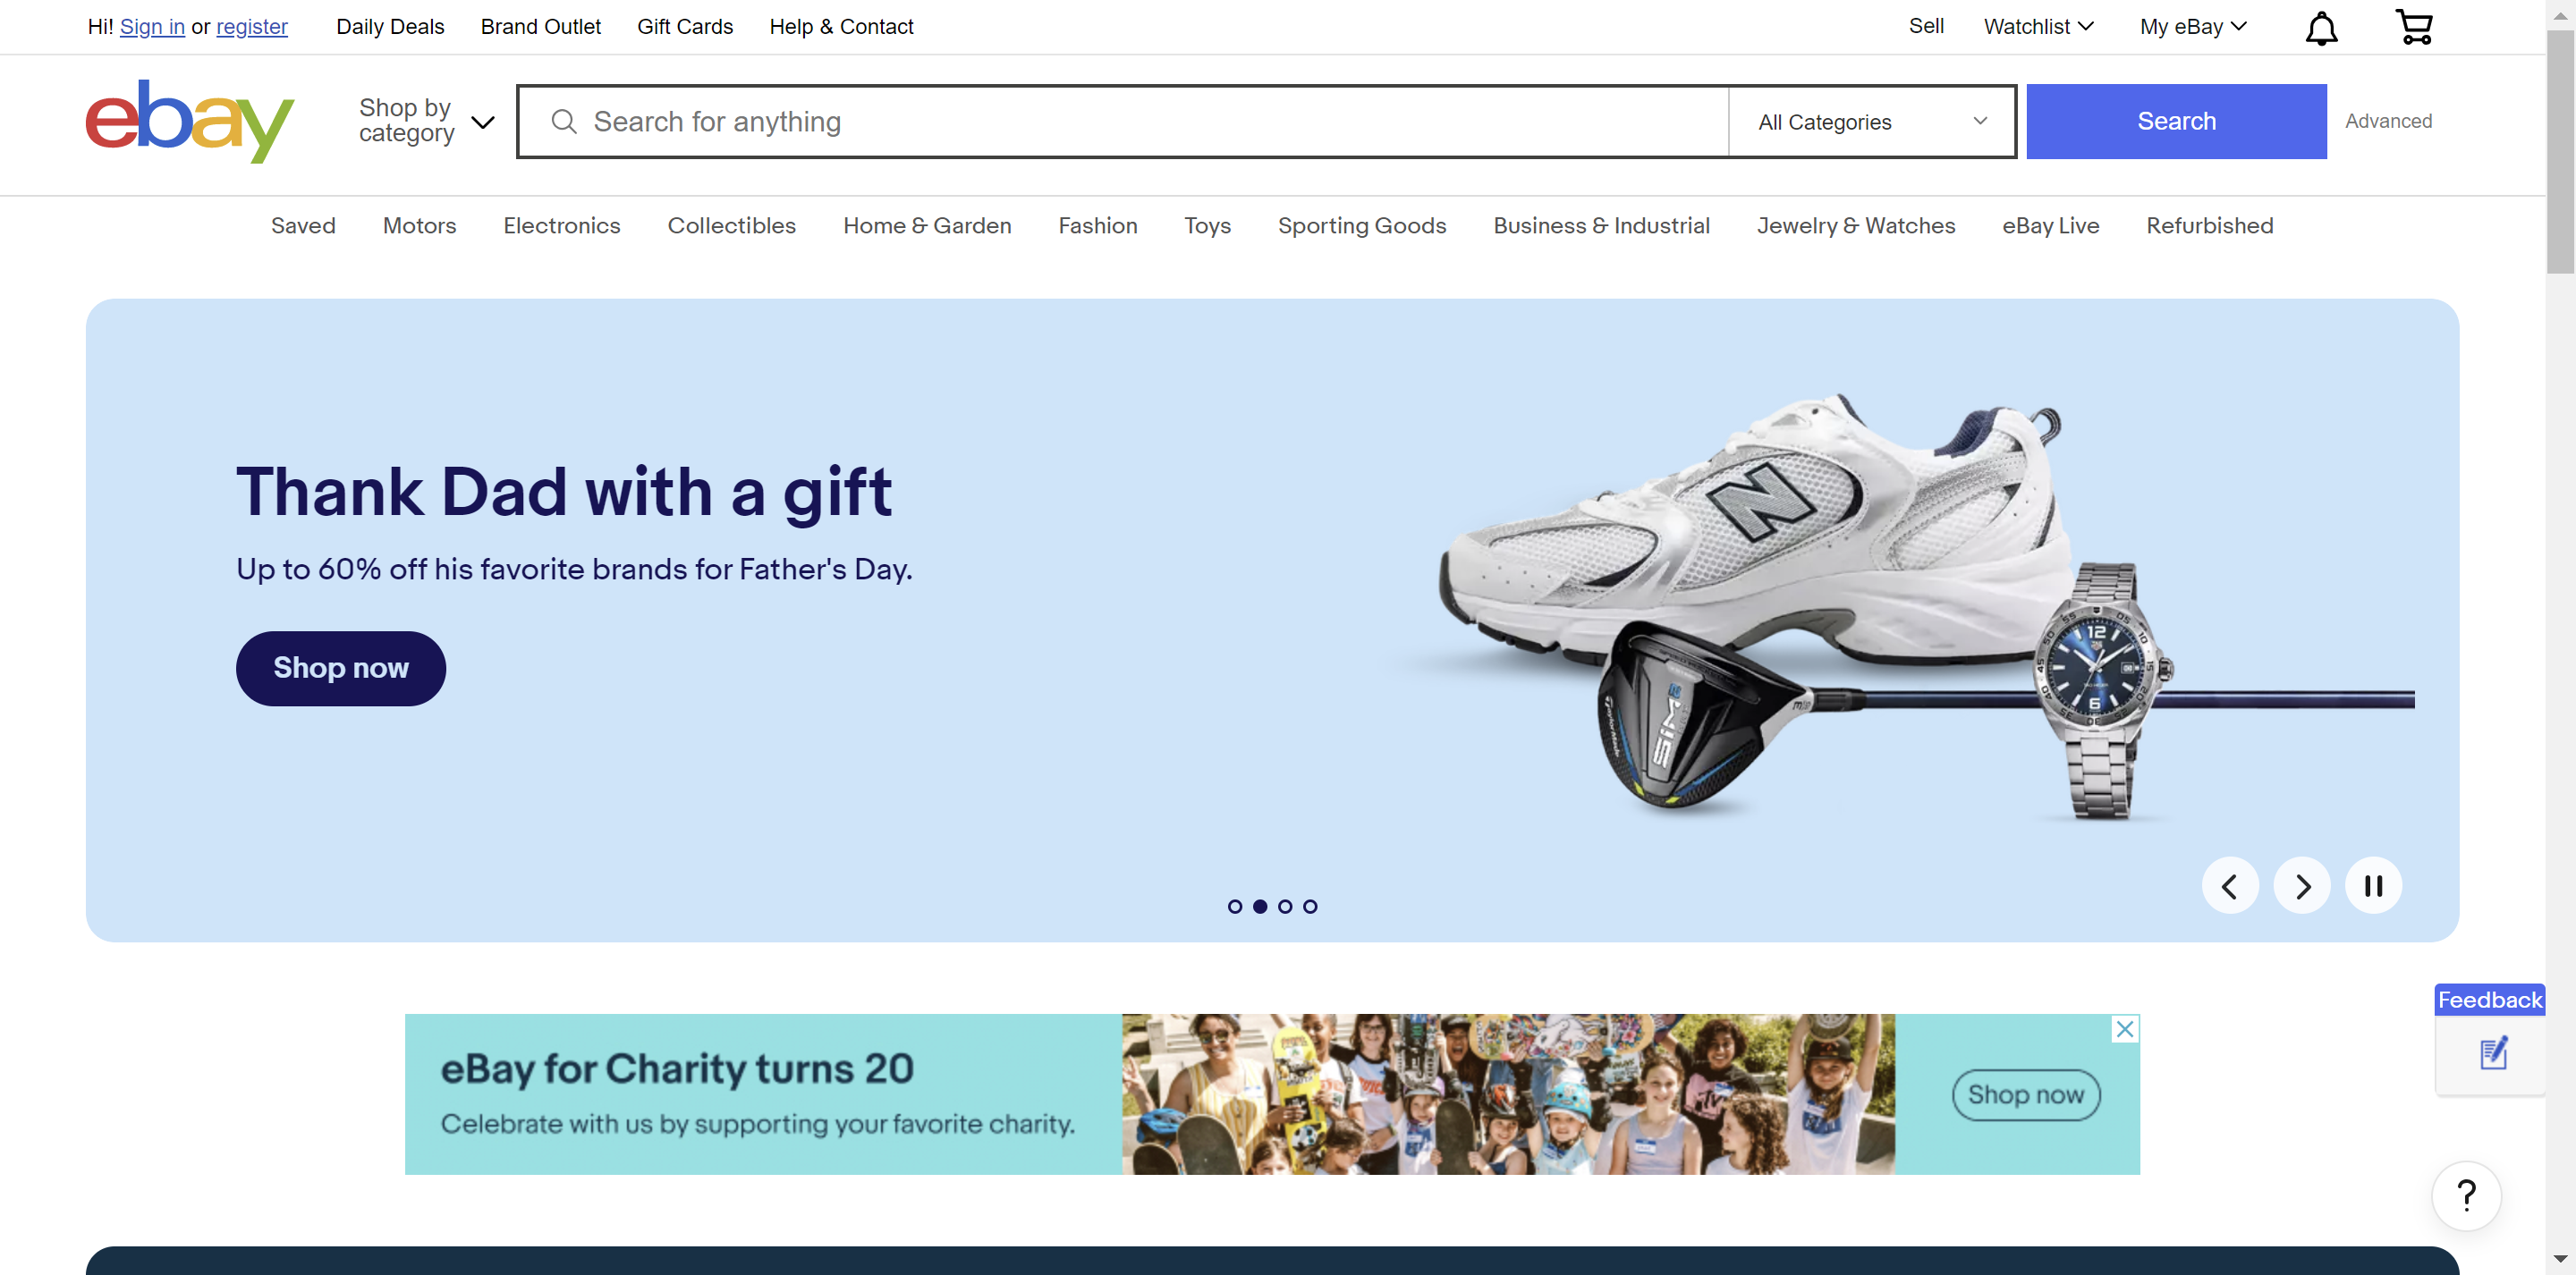 Hi! Sign in or register Daily Deals Brand Outlet Gift Cards Help & Contact Sell Watchlist My eBay
ebay
Shop by
category
Search for anything
All Categories
Search
Advanced
Saved Motors Electronics Collectibles Home & Garden Fashion Toys Sporting Goods Business & Industrial Jewelry & Watches eBay Live Refurbished
Thank Dad with a gift
Up to 60% off his favorite brands for Father's Day.
Shop now
N
SIM2
TaylorMade
12
6
Feedback
eBay for Charity turns 20
Celebrate with us by supporting your favorite charity.
Shop now
?